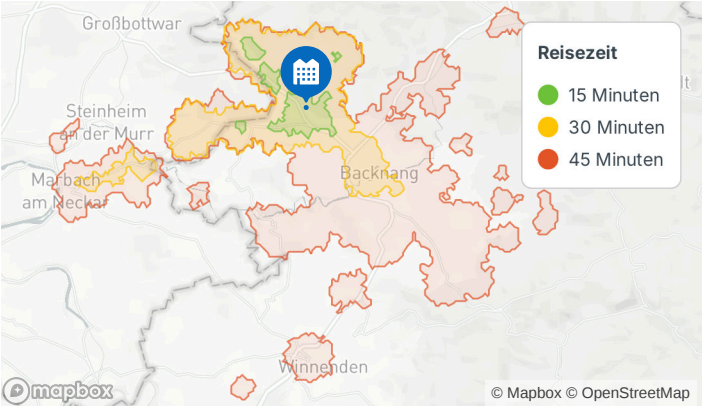 Großbottwar
Reisezeit
15 Minuten
30 Minuten
45 Minuten
Steinheim
an der Murr
Marbach
am Neckar
Backnang
Winnenden
mapbox
© Mapbox © OpenStreetMap